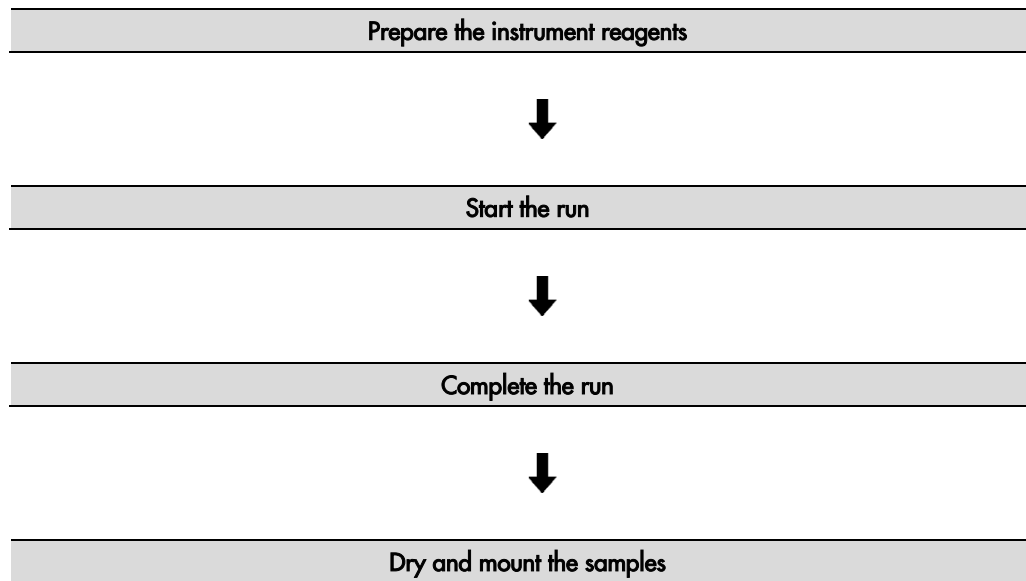 Prepare the instrument reagents
Start the run
Complete the run
Dry and mount the samples